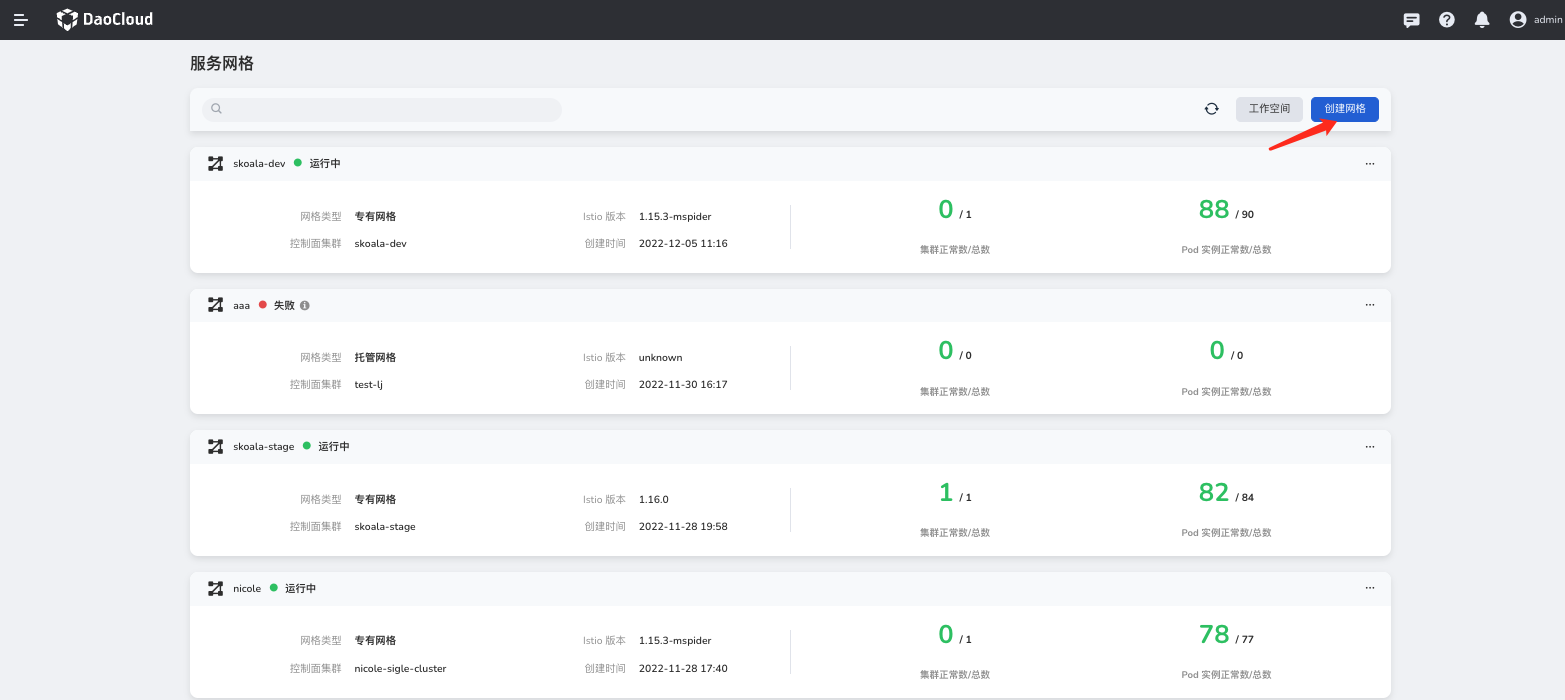 DaoCloud admin
服务网格
工作空间 创建网格
skoala-dev 运行中 ...
网格类型 专有网格 Istio 版本 1.15.3-mspider 0 / 1 88 / 90
控制面集群 skoala-dev 创建时间 2022-12-05 11:16 集群正常数/总数 Pod 实例正常数/总数
aaa 失败 ...
网格类型 托管网格 Istio 版本 unknown 0 / 0 0 / 0
控制面集群 test-lj 创建时间 2022-11-30 16:17 集群正常数/总数 Pod 实例正常数/总数
skoala-stage 运行中 ...
网格类型 专有网格 Istio 版本 1.16.0 1 / 1 82 / 84
控制面集群 skoala-stage 创建时间 2022-11-28 19:58 集群正常数/总数 Pod 实例正常数/总数
nicole 运行中 ...
网格类型 专有网格 Istio 版本 1.15.3-mspider 0 / 1 78 / 77
控制面集群 nicole-sigle-cluster 创建时间 2022-11-28 17:40 集群正常数/总数 Pod 实例正常数/总数